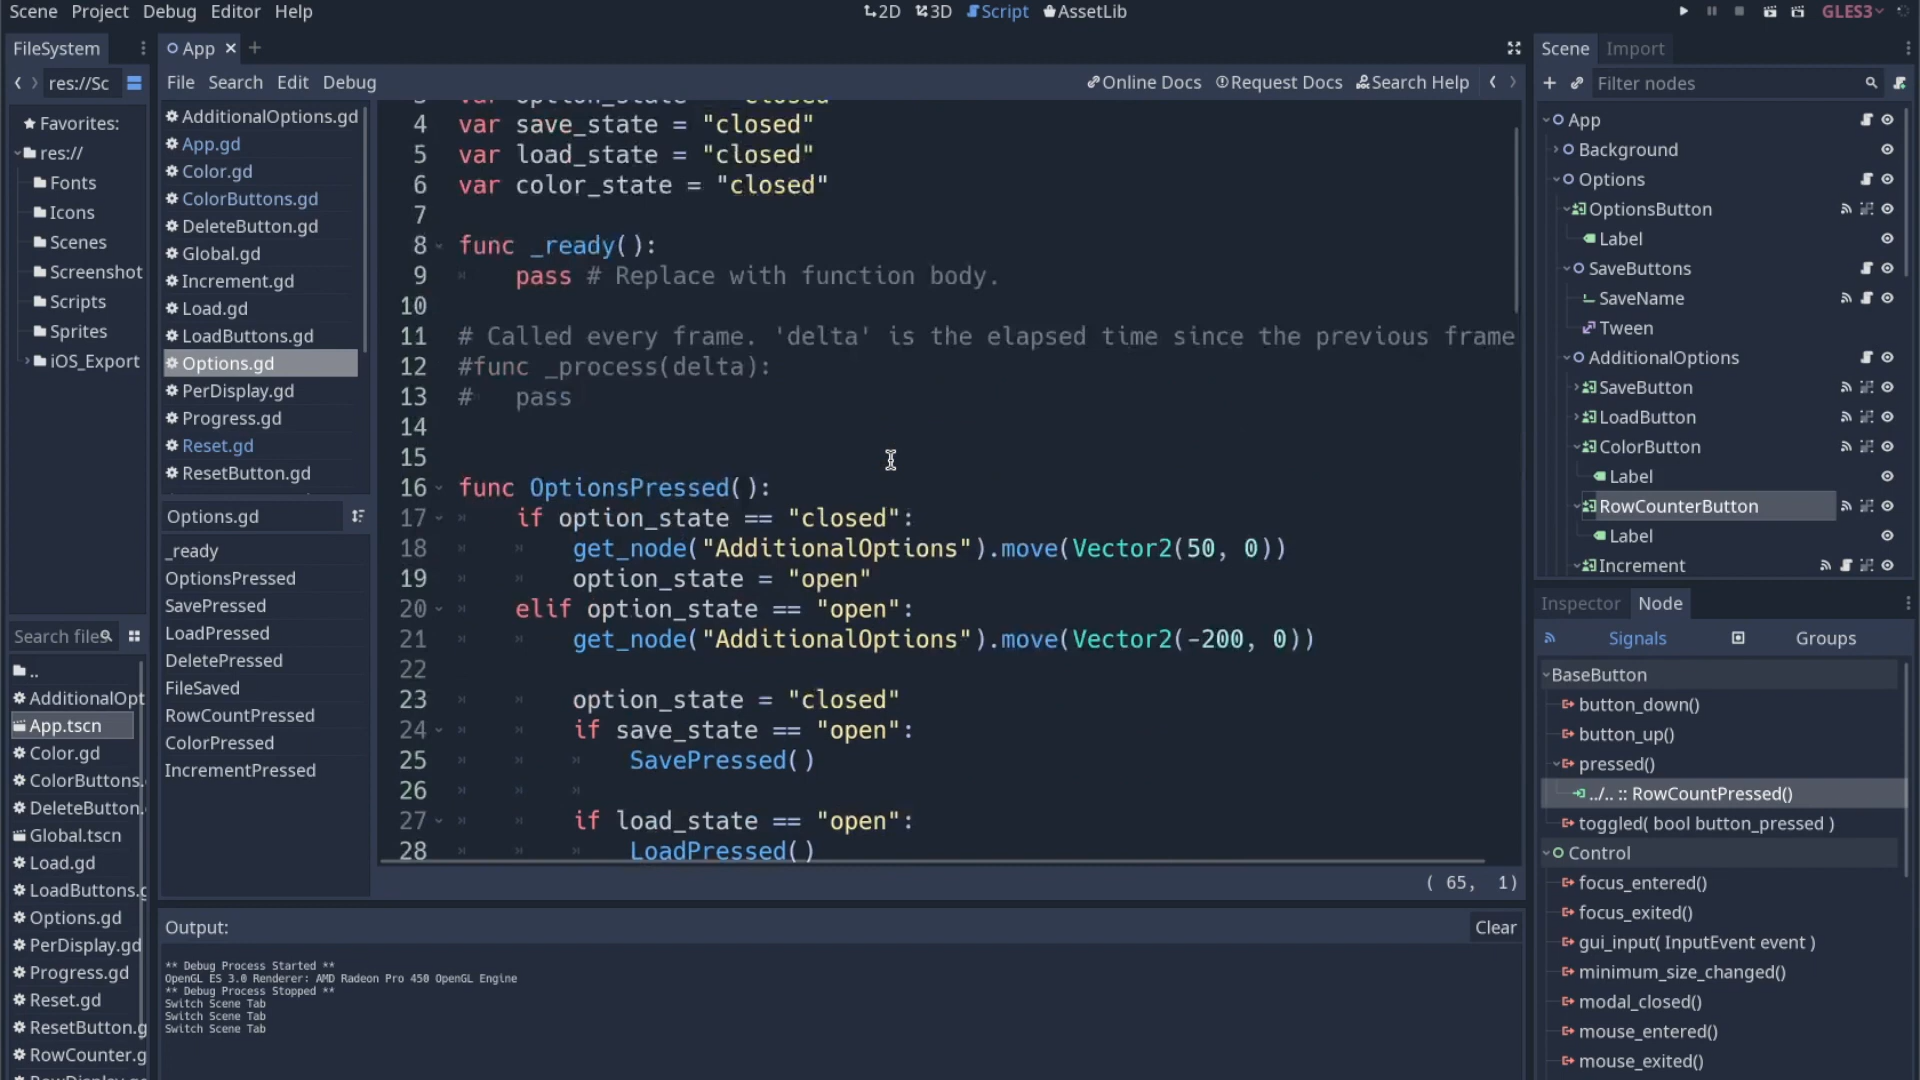 Scene Project Debug Editor Help
2D 3D Script AssetLib
GLES3
FileSystem
res://Sc
Favorites:
res://
Fonts
Icons
Scenes
Screenshot
Scripts
Sprites
iOS_Export
Search files
..
AdditionalOpt
App.tscn
Color.gd
ColorButtons.
DeleteButton.
Global.tscn
Load.gd
LoadButtons.g
Options.gd
PerDisplay.gd
Progress.gd
Reset.gd
ResetButton.g
RowCounter.g
App
File Search Edit Debug
Online Docs Request Docs Search Help
AdditionalOptions.gd
App.gd
Color.gd
ColorButtons.gd
DeleteButton.gd
Global.gd
Increment.gd
Load.gd
LoadButtons.gd
Options.gd
PerDisplay.gd
Progress.gd
Reset.gd
ResetButton.gd
Options.gd
_ready
OptionsPressed
SavePressed
LoadPressed
DeletePressed
FileSaved
RowCountPressed
ColorPressed
IncrementPressed
3 var option_state = "closed"
4 var save_state = "closed"
5 var load_state = "closed"
6 var color_state = "closed"
7
8 func _ready():
9 pass # Replace with function body.
10
11 # Called every frame. 'delta' is the elapsed time since the previous frame
12 #func _process(delta):
13 # pass
14
15
16 func OptionsPressed():
17 if option_state == "closed":
18 get_node("AdditionalOptions").move(Vector2(50, 0))
19 option_state = "open"
20 elif option_state == "open":
21 get_node("AdditionalOptions").move(Vector2(-200, 0))
22
23 option_state = "closed"
24 if save_state == "open":
25 SavePressed()
26
27 if load_state == "open":
28 LoadPressed()
( 65, 1)
Output:
Clear
** Debug Process Started **
OpenGL ES 3.0 Renderer: AMD Radeon Pro 450 OpenGL Engine
** Debug Process Stopped **
Switch Scene Tab
Switch Scene Tab
Switch Scene Tab
Scene Import
Filter nodes
App
Background
Options
OptionsButton
Label
SaveButtons
SaveName
Tween
AdditionalOptions
SaveButton
LoadButton
ColorButton
Label
RowCounterButton
Label
Increment
Inspector Node
Signals Groups
BaseButton
button_down()
button_up()
pressed()
../.. :: RowCountPressed()
toggled( bool button_pressed )
Control
focus_entered()
focus_exited()
gui_input( InputEvent event )
minimum_size_changed()
modal_closed()
mouse_entered()
mouse_exited()